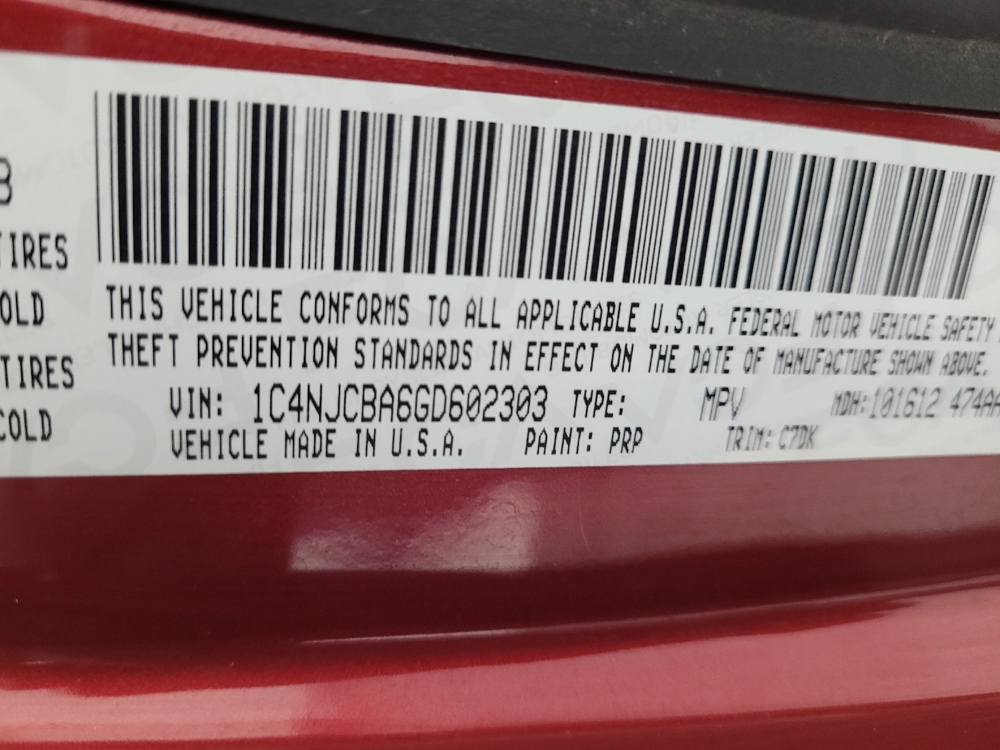 B
TIRES
COLD
TIRES
COLD
THIS VEHICLE CONFORMS TO ALL APPLICABLE U.S.A. FEDERAL MOTOR VEHICLE SAFETY
THEFT PREVENTION STANDARDS IN EFFECT ON THE DATE OF MANUFACTURE SHOWN ABOVE.
VIN: 1C4NJCBA6GD602303 TYPE: MPV MDH:101612 474AA
VEHICLE MADE IN U.S.A. PAINT: PRP TRIM: C7DK